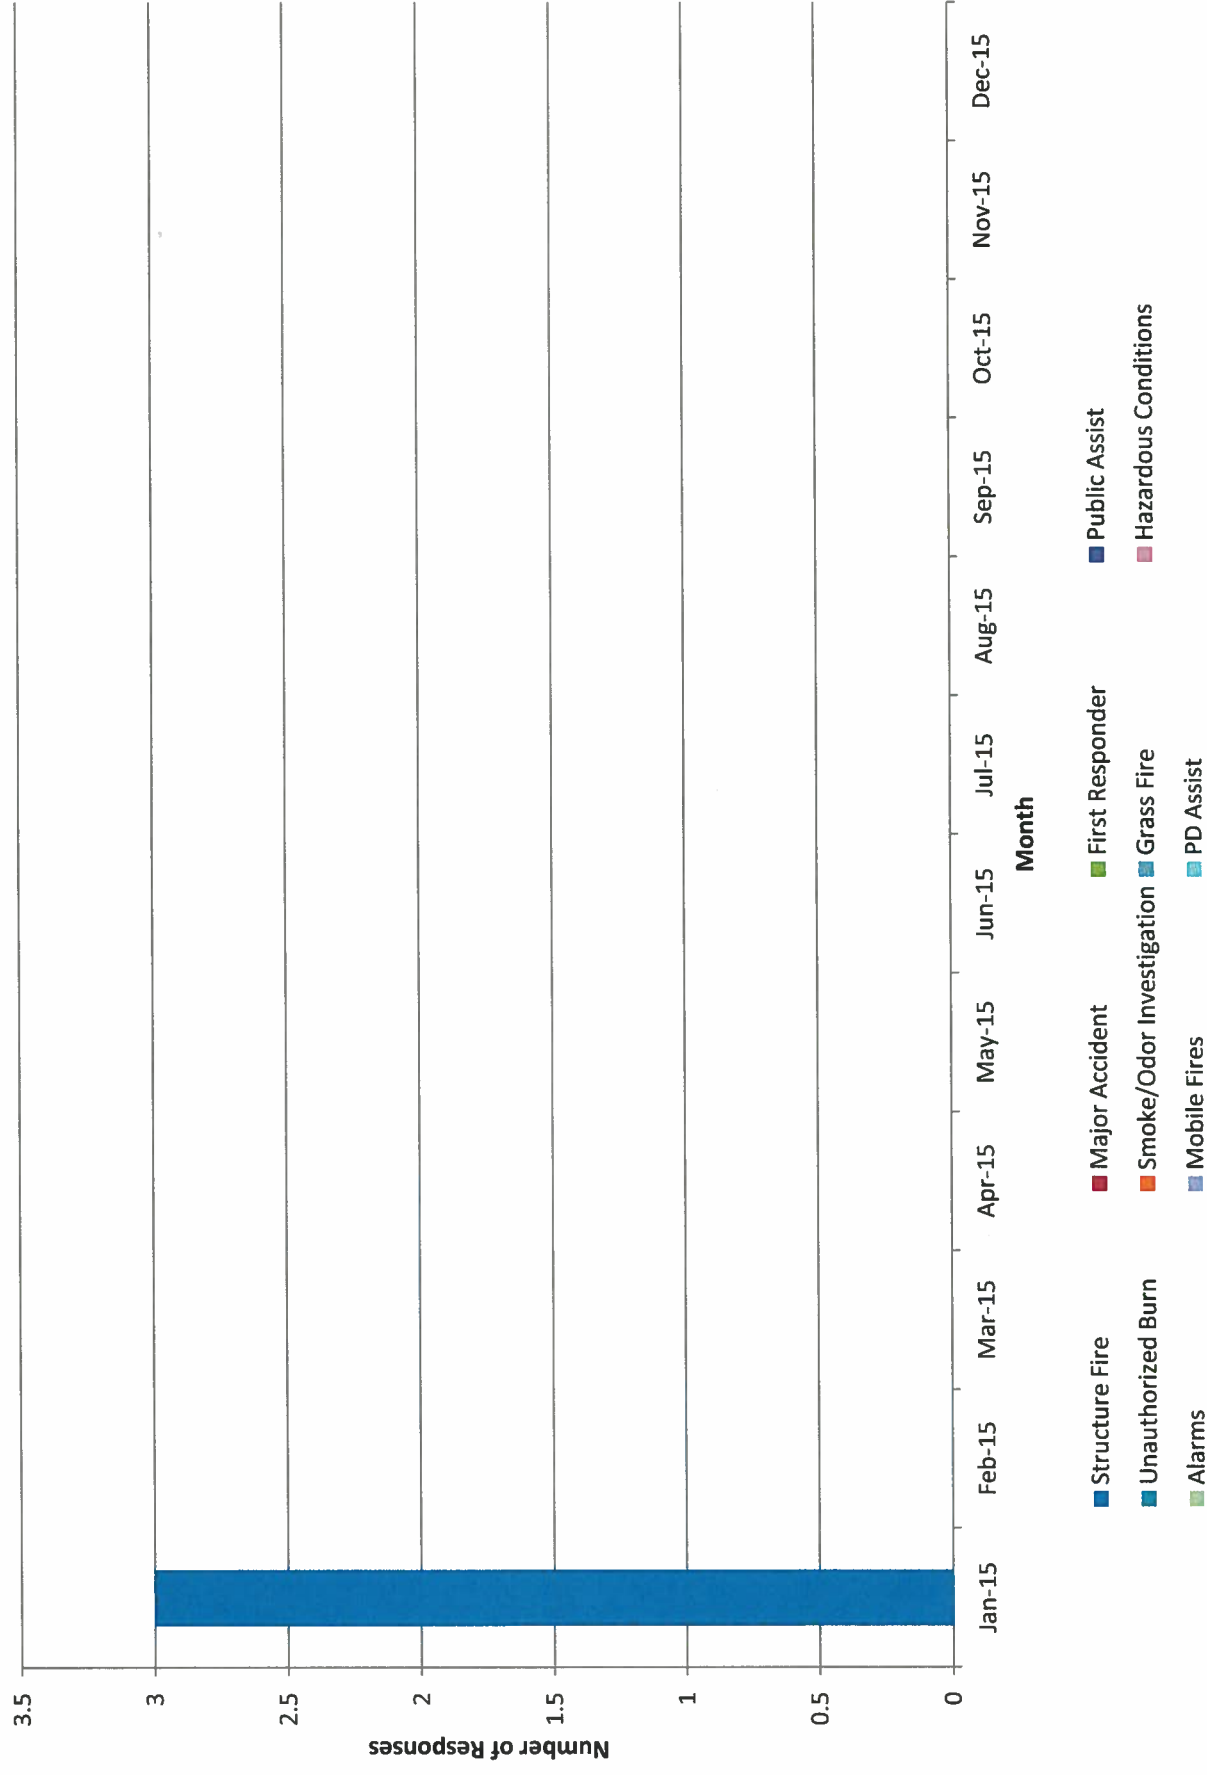 3.5
3
2.5
2
1.5
1
0.5
0
Number of Responses
Jan-15 Feb-15 Mar-15 Apr-15 May-15 Jun-15 Jul-15 Aug-15 Sep-15 Oct-15 Nov-15 Dec-15
Month
Structure Fire Major Accident First Responder Public Assist
Unauthorized Burn Smoke/Odor Investigation Grass Fire Hazardous Conditions
Alarms Mobile Fires PD Assist